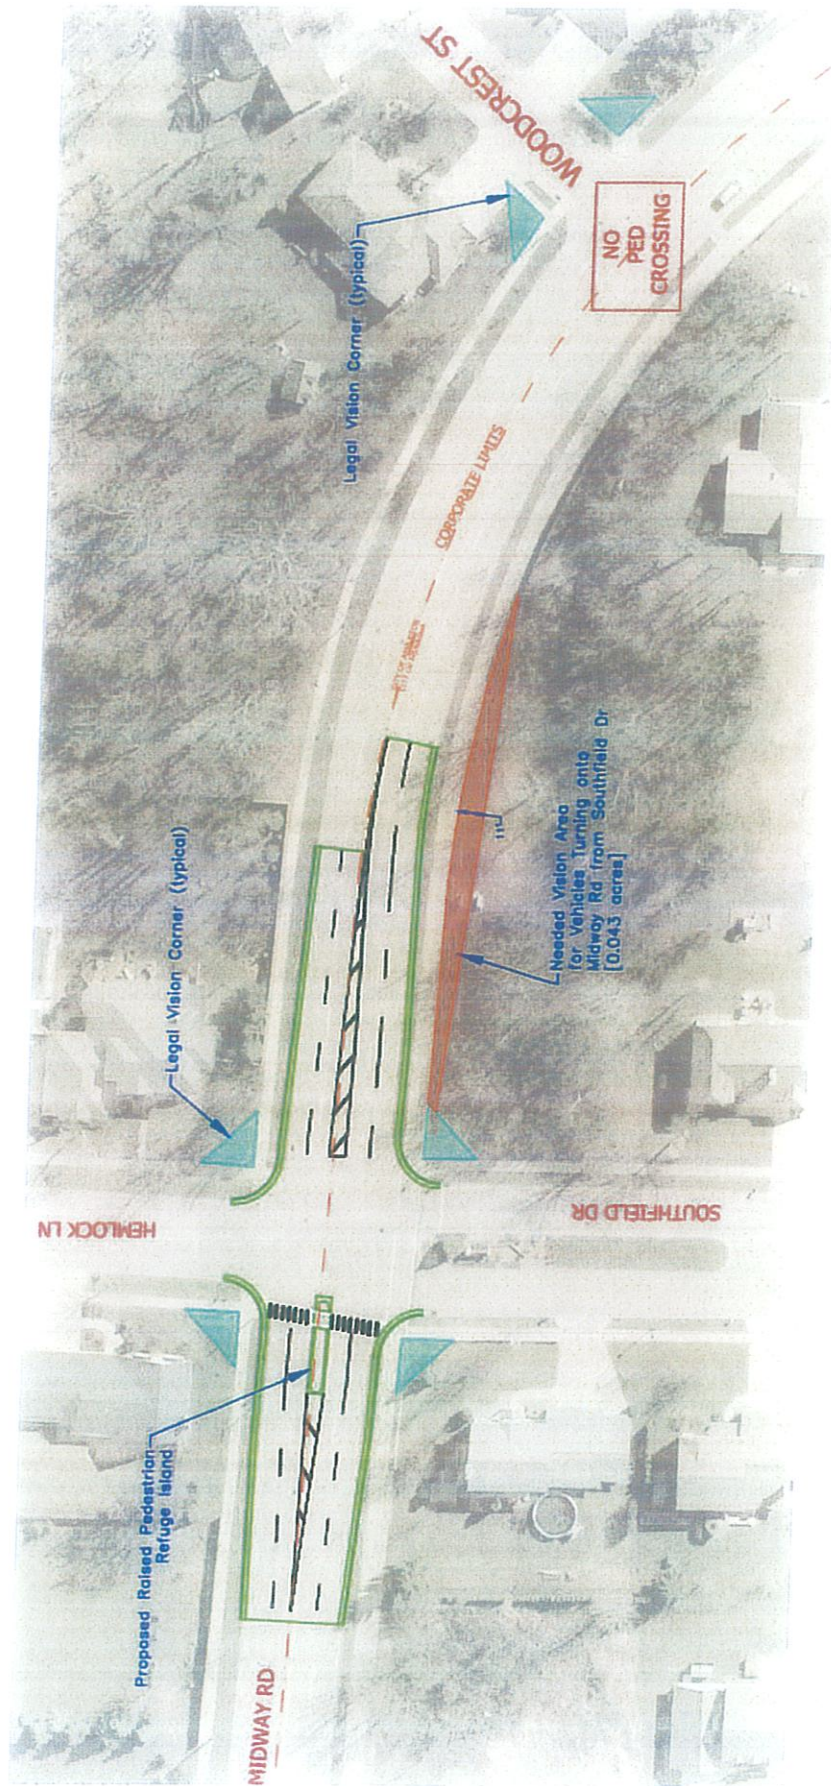 WOODCREST ST
Legal Vision Corner (typical)
NO
PED
CROSSING
CORPORATE LIMITS
Legal Vision Corner (typical)
11'
Needed Vision Area
for Vehicles Turning onto
Midway Rd from Southfield Dr
[0.043 acres]
HEMLOCK LN
SOUTHFIELD DR
Proposed Raised Pedestrian
Refuge Island
MIDWAY RD